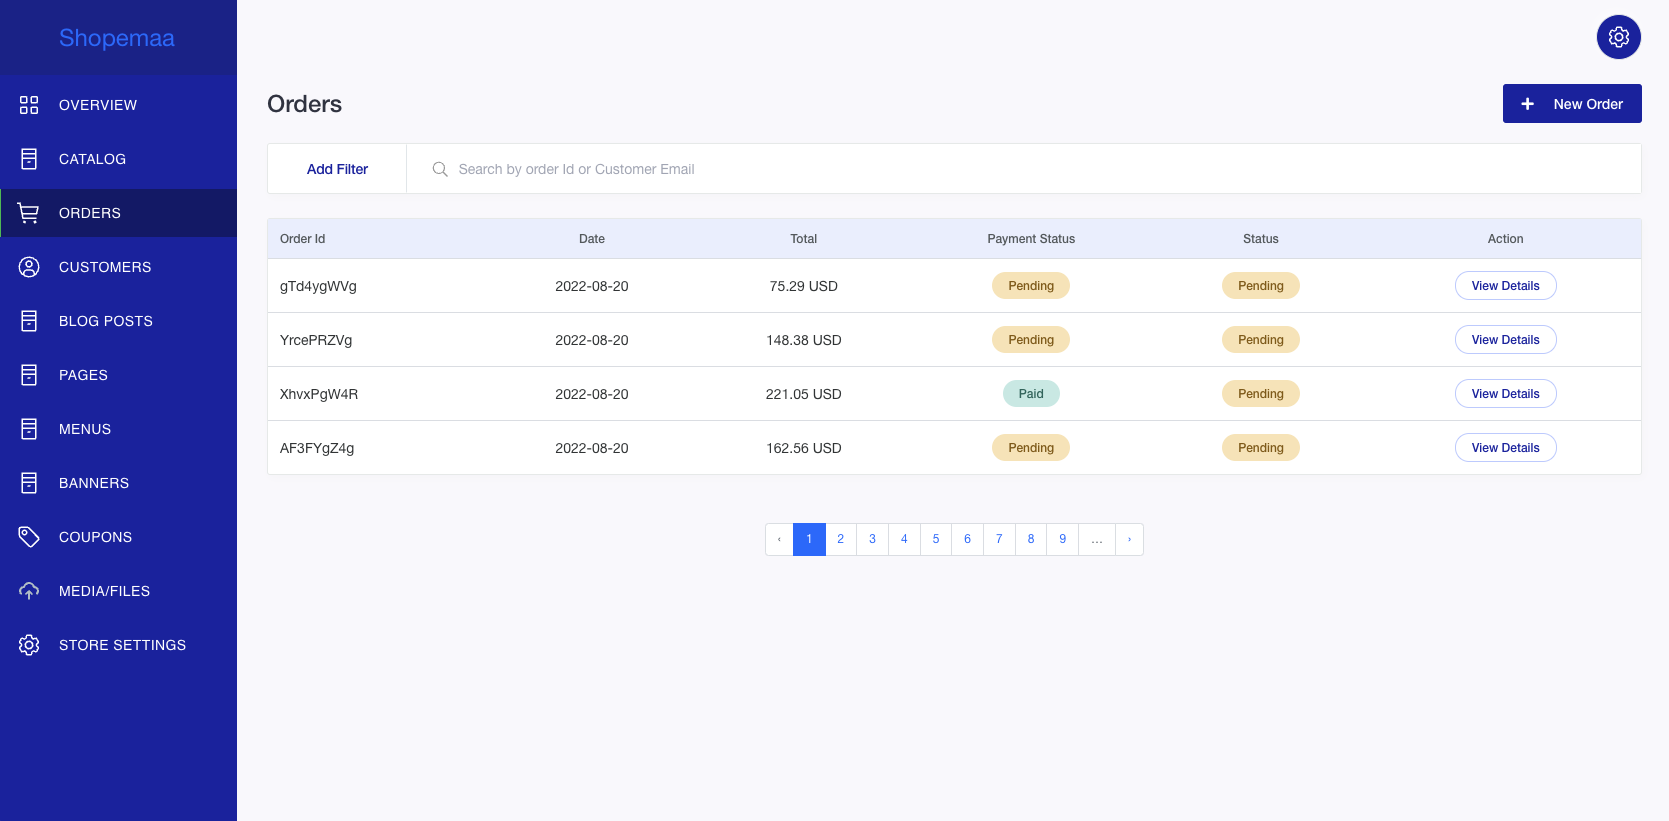 Shopemaa
OVERVIEW
CATALOG
ORDERS
CUSTOMERS
BLOG POSTS
PAGES
MENUS
BANNERS
COUPONS
MEDIA/FILES
STORE SETTINGS
Orders
+ New Order
Add Filter Search by order Id or Customer Email
Order Id Date Total Payment Status Status Action
gTd4ygWVg 2022-08-20 75.29 USD Pending Pending View Details
YrcePRZVg 2022-08-20 148.38 USD Pending Pending View Details
XhvxPgW4R 2022-08-20 221.05 USD Paid Pending View Details
AF3FYgZ4g 2022-08-20 162.56 USD Pending Pending View Details
‹ 1 2 3 4 5 6 7 8 9 ... ›